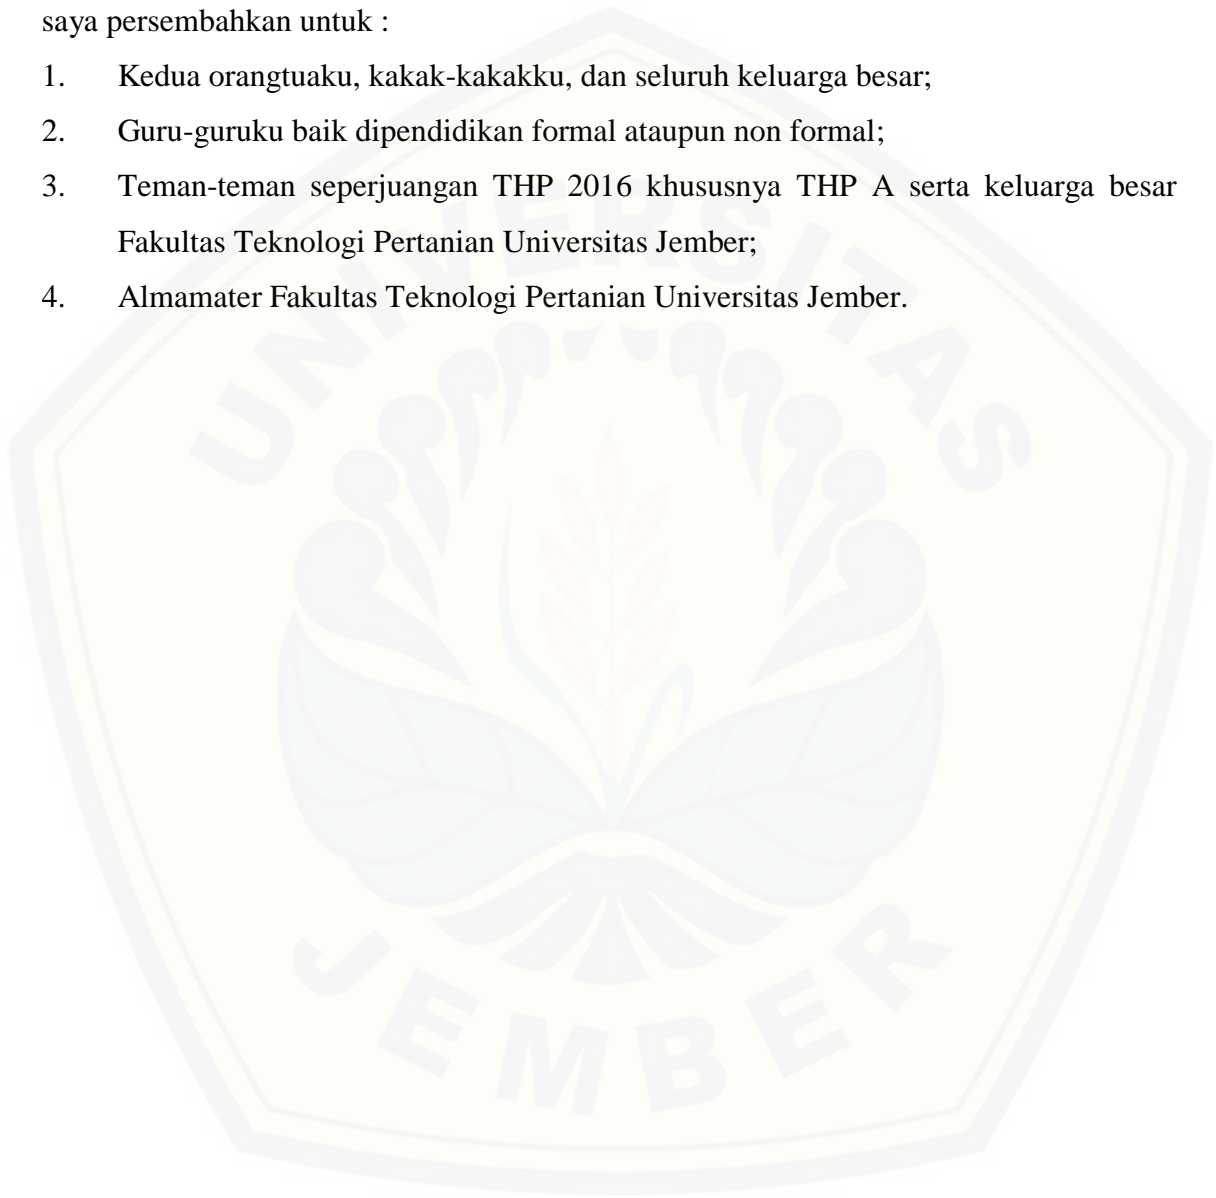 saya persembahkan untuk :
1. Kedua orangtuaku, kakak-kakakku, dan seluruh keluarga besar;
2. Guru-guruku baik dipendidikan formal ataupun non formal;
3. Teman-teman seperjuangan THP 2016 khususnya THP A serta keluarga besar
Fakultas Teknologi Pertanian Universitas Jember;
4. Almamater Fakultas Teknologi Pertanian Universitas Jember.
UNIVERSITAS
JEMBER